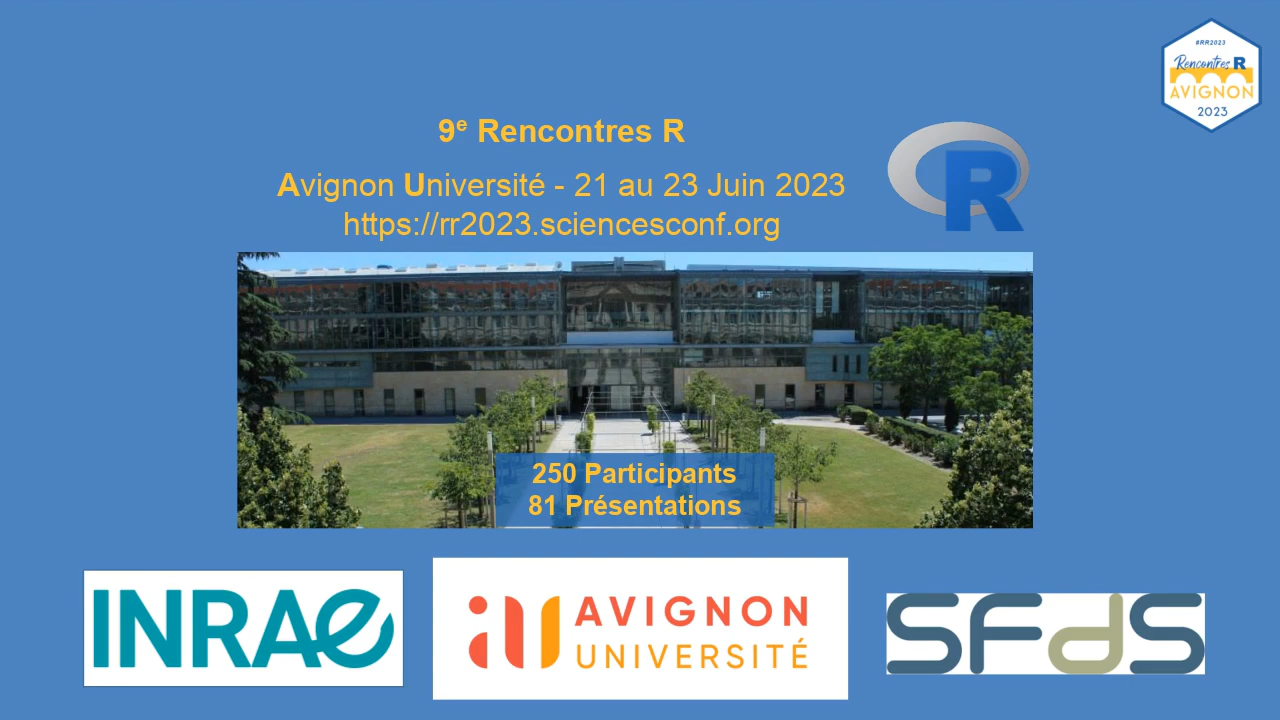 #RR2023
Rencontres R
AVIGNON
2023
9e Rencontres R
Avignon Université - 21 au 23 Juin 2023
https://rr2023.sciencesconf.org
R
250 Participants
81 Présentations
INRAE
au AVIGNON
UNIVERSITÉ
SFdS